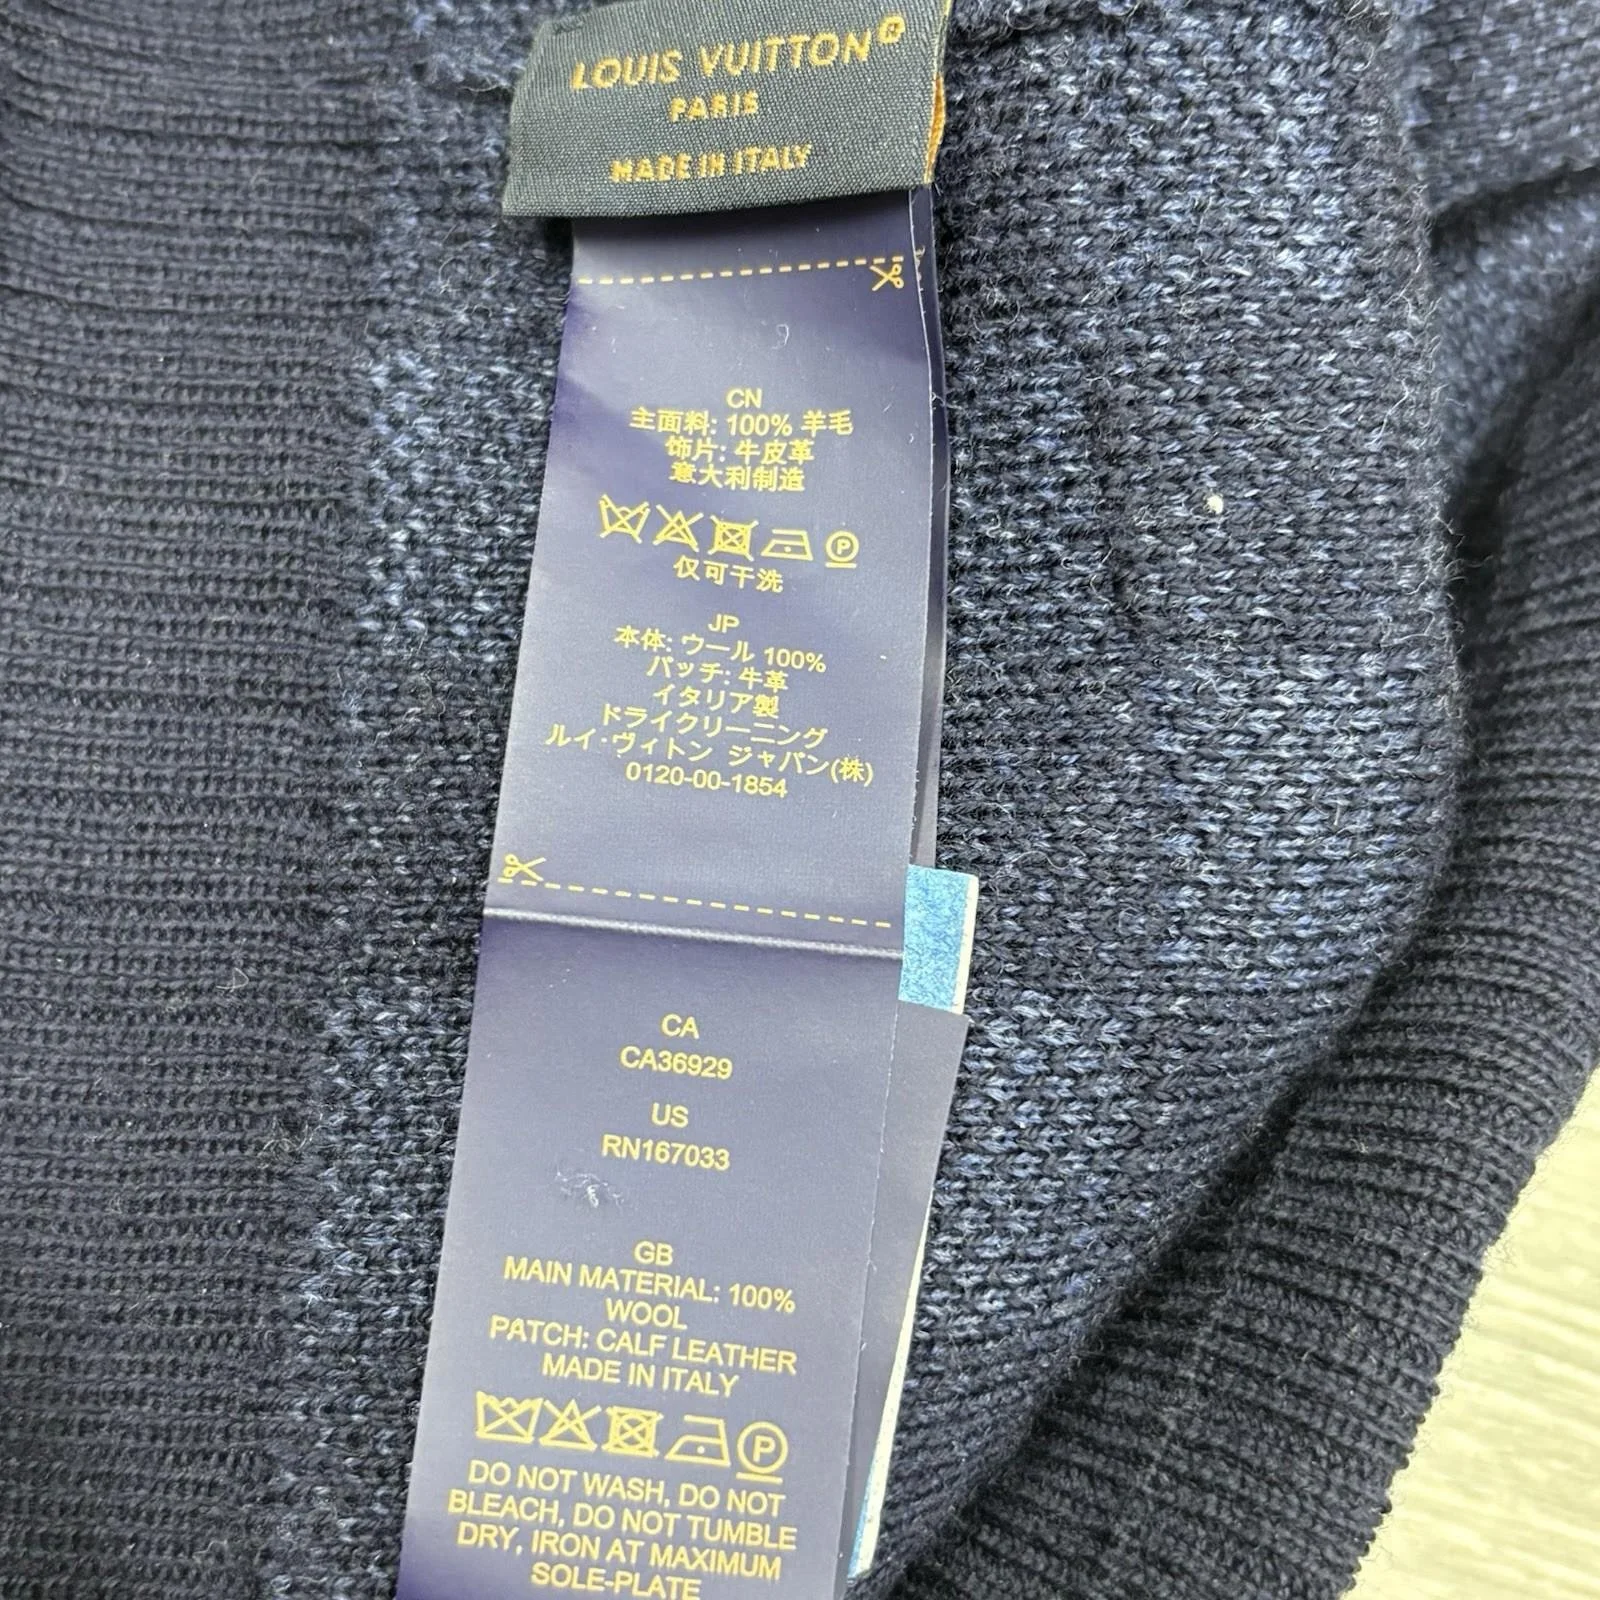 LOUIS VUITTON®
PARIS
MADE IN ITALY
CN
主面料: 100% 羊毛
饰片: 牛皮革
意大利制造
P
仅可干洗
JP
本体: ウール 100%
パッチ: 牛革
イタリア製
ドライクリーニング
ルイ・ヴィトン ジャパン(株)
0120-00-1854
CA
CA36929
US
RN167033
GB
MAIN MATERIAL: 100%
WOOL
PATCH: CALF LEATHER
MADE IN ITALY
P
DO NOT WASH, DO NOT
BLEACH, DO NOT TUMBLE
DRY, IRON AT MAXIMUM
SOLE-PLATE